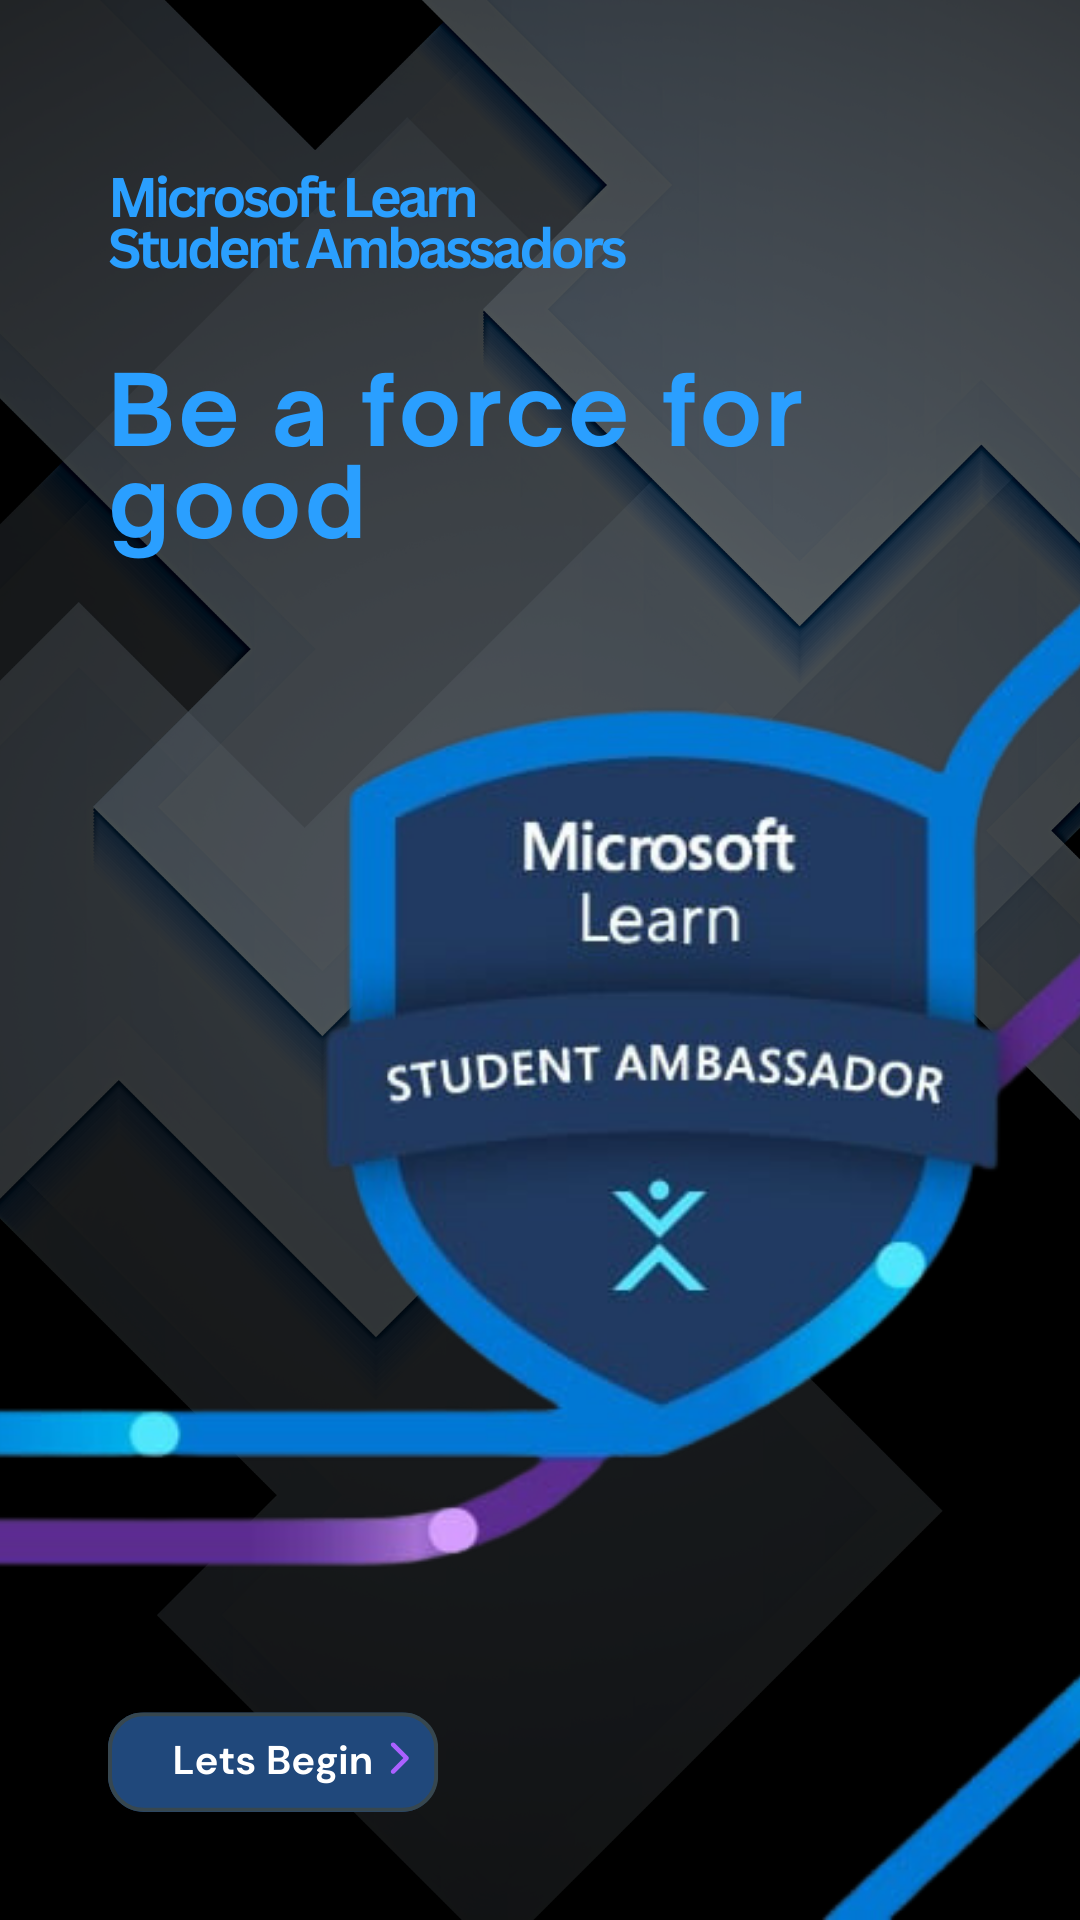 Microsoft Learn
Student Ambassadors
Be a force for
good
Microsoft
Learn
STUDENT AMBASSADOR
Lets Begin